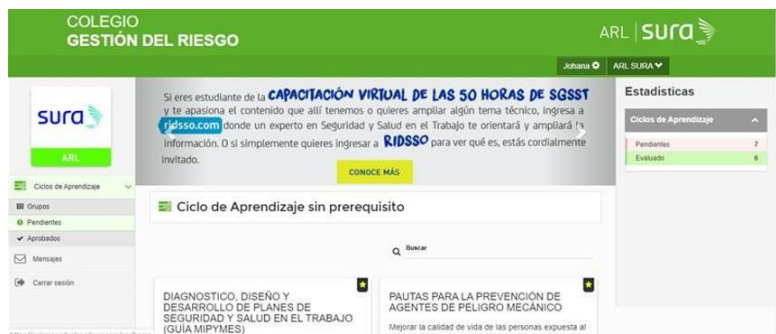 COLEGIO
GESTIÓN DEL RIESGO
ARL sura
Johana
ARL SURA
sura
ARL
Ciclos de Aprendizaje
Grupos
Pendientes
Aprobados
Mensajes
Cerrar sesión
Si eres estudiante de la CAPACITACIÓN VIRTUAL DE LAS 50 HORAS DE SGSST
y te apasiona el contenido que allí tenemos o quieres ampliar algún tema técnico, ingresa a
ridsso.com donde un experto en Seguridad y Salud en el Trabajo te orientará y ampliará
información. O si simplemente quieres ingresar a RIDSSO para ver qué es, estás cordialmente
invitado.
CONOCE MÁS
Ciclo de Aprendizaje sin prerequisito
Buscar
DIAGNOSTICO, DISEÑO Y
DESARROLLO DE PLANES DE
SEGURIDAD Y SALUD EN EL TRABAJO
(GUÍA MIPYMES)
PAUTAS PARA LA PREVENCIÓN DE
AGENTES DE PELIGRO MECÁNICO
Mejorar la calidad de vida de las personas expuesta al
Estadisticas
Ciclos de Aprendizaje
Pendientes 7
Evaluado 6